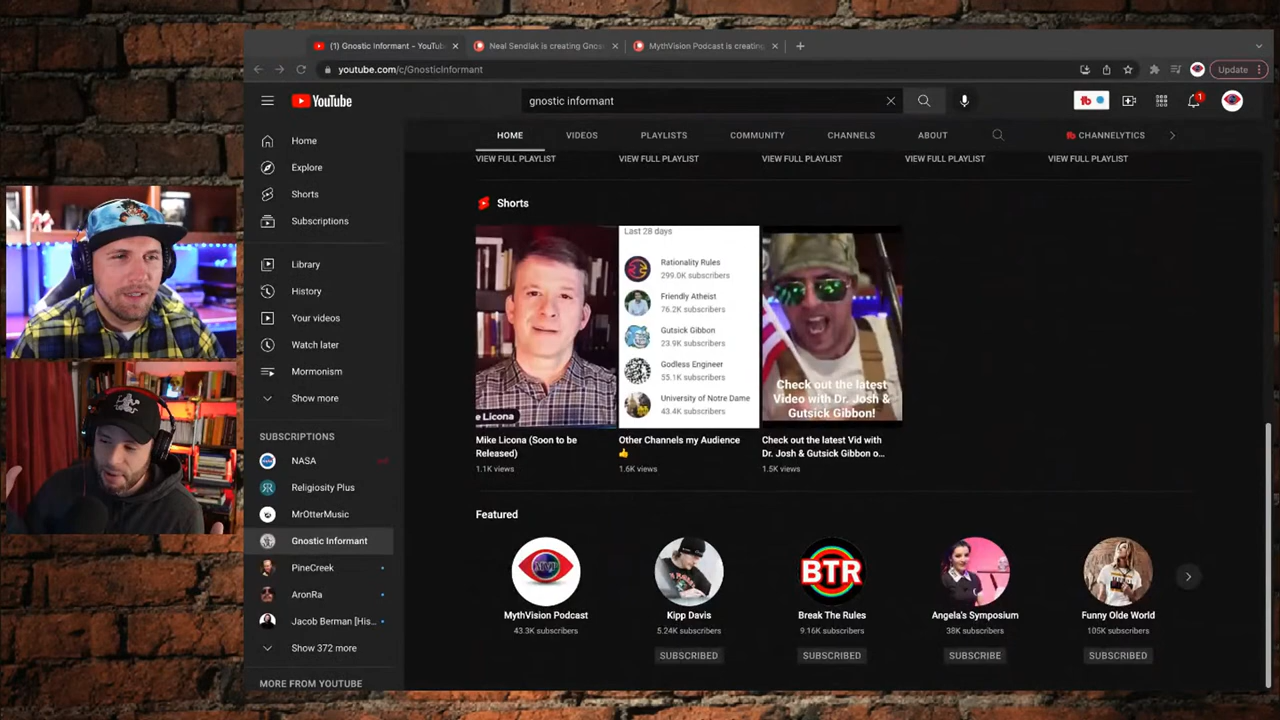 (1) Gnostic Informant - YouTub
Neal Sendlak is creating Gnos
MythVision Podcast is creating
youtube.com/c/GnosticInformant
Update
YouTube
gnostic informant
1
HOME
VIDEOS
PLAYLISTS
COMMUNITY
CHANNELS
ABOUT
CHANNELYTICS
Home
Explore
Shorts
Subscriptions
Library
History
Your videos
Watch later
Mormonism
Show more
SUBSCRIPTIONS
NASA
Religiosity Plus
MrOtterMusic
Gnostic Informant
PineCreek
AronRa
Jacob Berman [His...
Show 372 more
MORE FROM YOUTUBE
VIEW FULL PLAYLIST
VIEW FULL PLAYLIST
VIEW FULL PLAYLIST
VIEW FULL PLAYLIST
VIEW FULL PLAYLIST
Shorts
e Licona
Mike Licona (Soon to be
Released)
1.1K views
Last 28 days
Rationality Rules
299.0K subscribers
Friendly Atheist
76.2K subscribers
Gutsick Gibbon
23.9K subscribers
Godless Engineer
55.1K subscribers
University of Notre Dame
43.4K subscribers
Other Channels my Audience
👍
1.6K views
Check out the latest
Video with Dr. Josh &
Gutsick Gibbon!
Check out the latest Vid with
Dr. Josh & Gutsick Gibbon o...
1.5K views
Featured
MVP
MythVision Podcast
43.3K subscribers
Kipp Davis
5.24K subscribers
SUBSCRIBED
BTR
Break The Rules
9.16K subscribers
SUBSCRIBED
Angela's Symposium
38K subscribers
SUBSCRIBE
Funny Olde World
105K subscribers
SUBSCRIBED